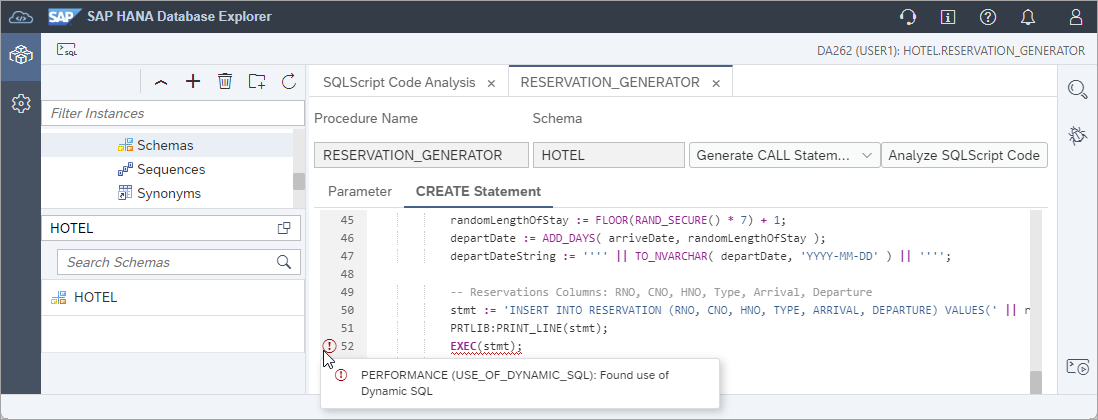 SAP SAP HANA Database Explorer
SQL DA262 (USER1): HOTEL.RESERVATION_GENERATOR
Filter Instances
Schemas
Sequences
Synonyms
HOTEL
Search Schemas
HOTEL
SQLScript Code Analysis RESERVATION_GENERATOR
Procedure Name Schema
RESERVATION_GENERATOR HOTEL Generate CALL Statem... Analyze SQLScript Code
Parameter CREATE Statement
45 randomLengthOfStay := FLOOR(RAND_SECURE() * 7) + 1;
46 departDate := ADD_DAYS( arriveDate, randomLengthOfStay );
47 departDateString := '''' || TO_NVARCHAR( departDate, 'YYYY-MM-DD' ) || '''';
48
49 -- Reservations Columns: RNO, CNO, HNO, Type, Arrival, Departure
50 stmt := 'INSERT INTO RESERVATION (RNO, CNO, HNO, TYPE, ARRIVAL, DEPARTURE) VALUES(' || r
51 PRTLIB:PRINT_LINE(stmt);
52 EXEC(stmt);
PERFORMANCE (USE_OF_DYNAMIC_SQL): Found use of
Dynamic SQL